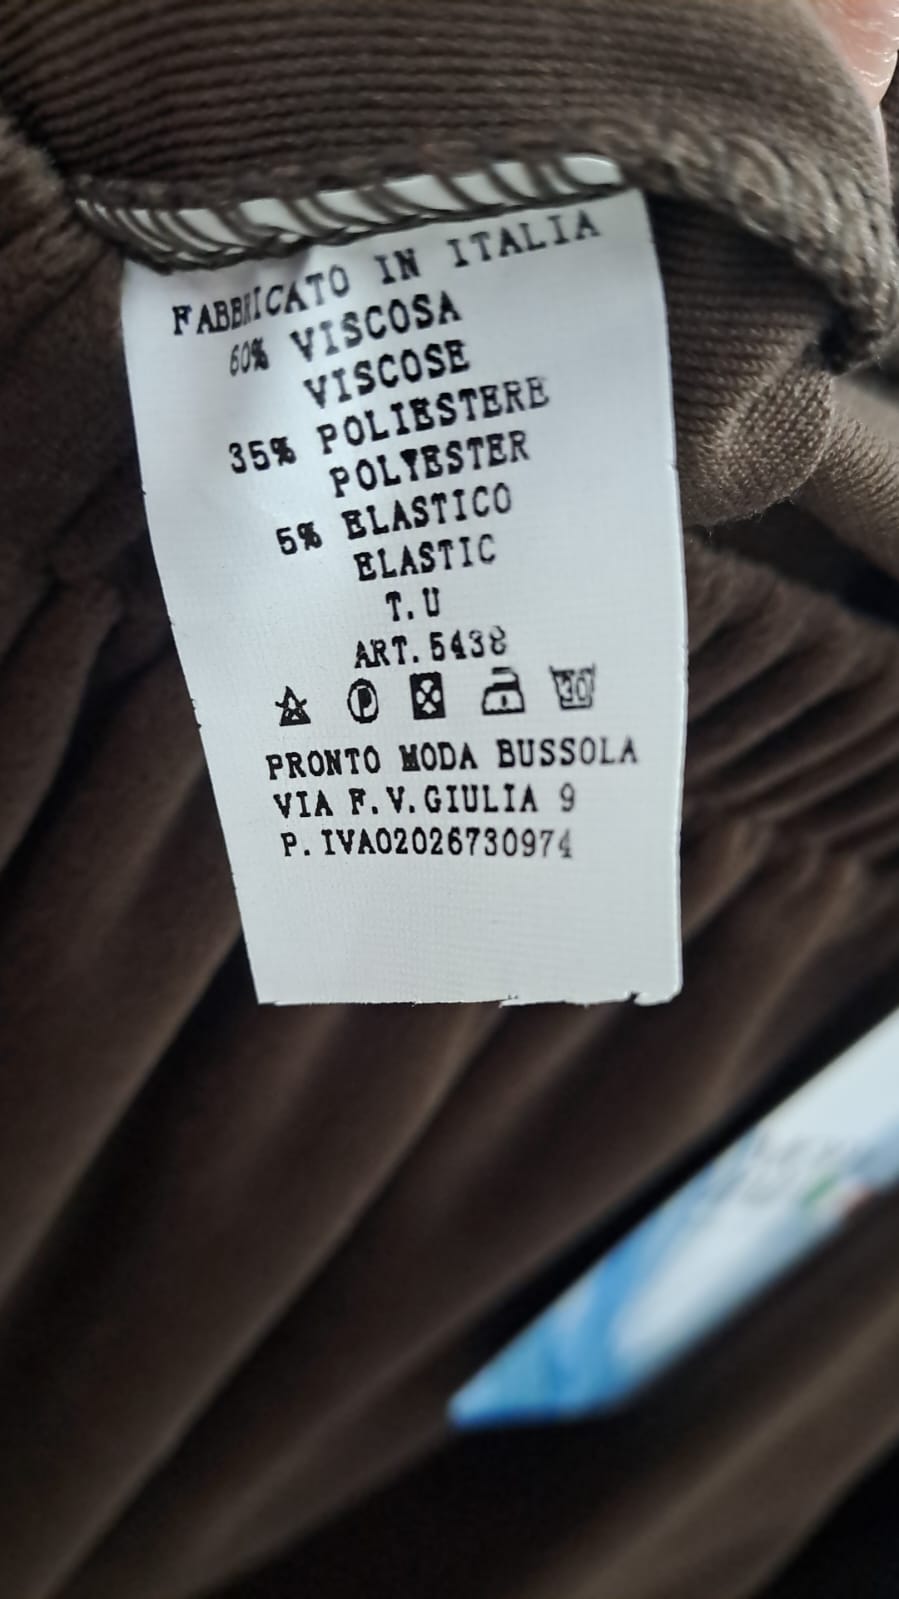 FABBRICATO IN ITALIA
60% VISCOSA
VISCOSE
35% POLIESTERE
POLYESTER
5% ELASTICO
ELASTIC
T.U
ART.5438
P 30
PRONTO MODA BUSSOLA
VIA F.V.GIULIA 9
P.IVA02026730974